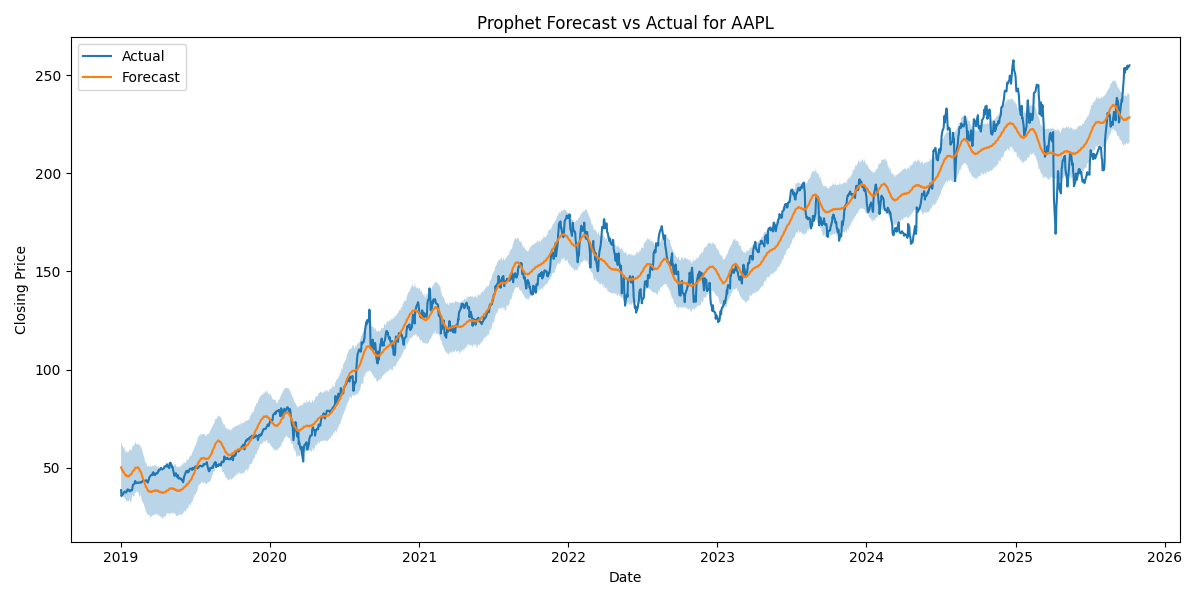 Prophet Forecast vs Actual for AAPL
Actual
Forecast
250
200
150
100
50
Closing Price
2019 2020 2021 2022 2023 2024 2025 2026
Date